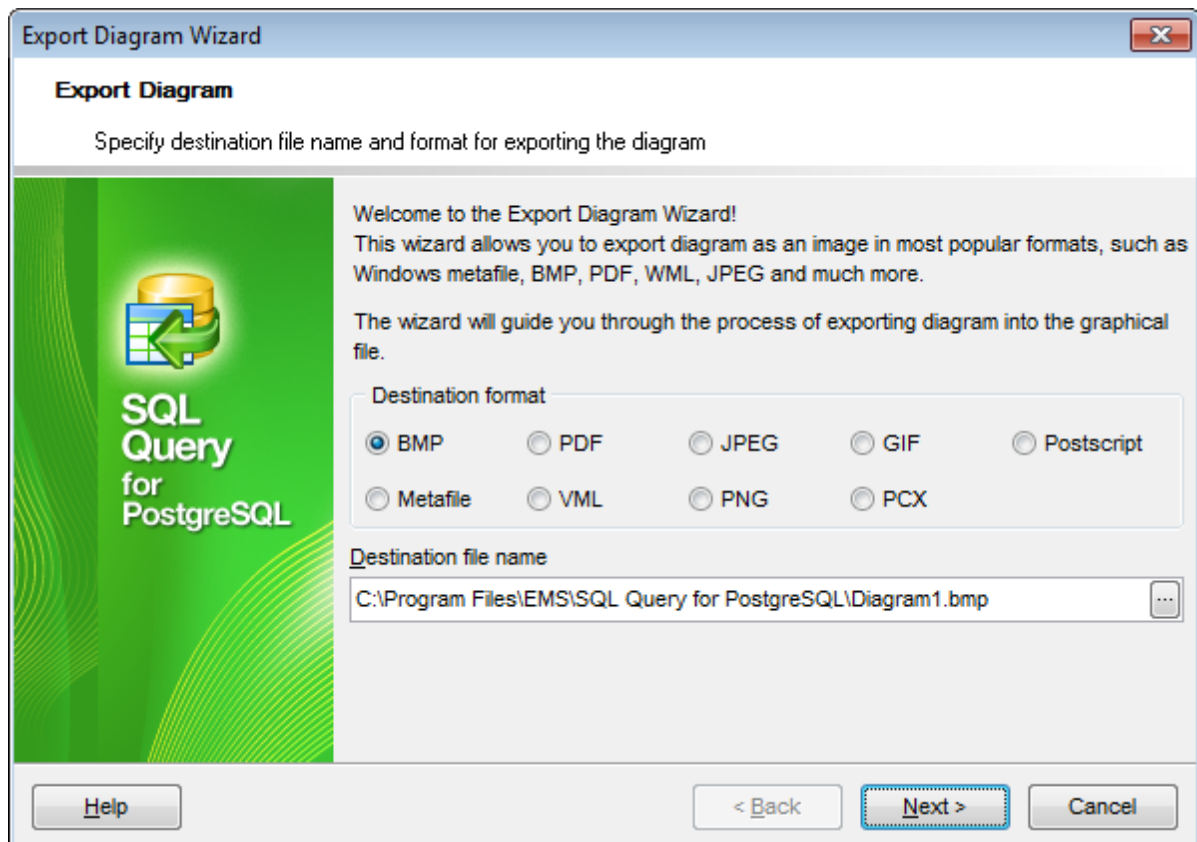 Export Diagram Wizard
Export Diagram
Specify destination file name and format for exporting the diagram
SQL
Query
for
PostgreSQL
Welcome to the Export Diagram Wizard!
This wizard allows you to export diagram as an image in most popular formats, such as
Windows metafile, BMP, PDF, WML, JPEG and much more.
The wizard will guide you through the process of exporting diagram into the graphical
file.
Destination format
BMP PDF JPEG GIF Postscript
Metafile VML PNG PCX
Destination file name
C:\Program Files\EMS\SQL Query for PostgreSQL\Diagram1.bmp ...
Help < Back Next > Cancel